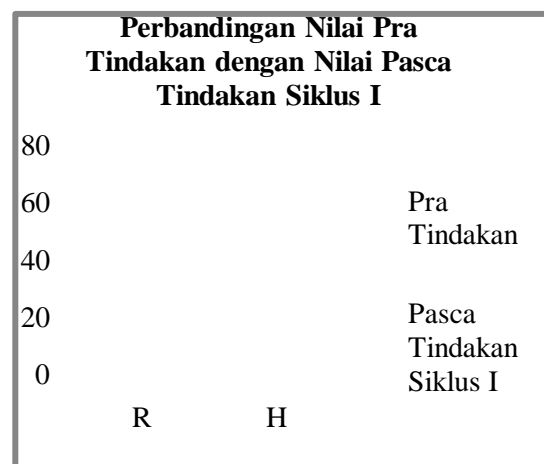 Perbandingan Nilai Pra
Tindakan dengan Nilai Pasca
Tindakan Siklus I
80
60
40
20
0
R H
Pra
Tindakan
Pasca
Tindakan
Siklus I